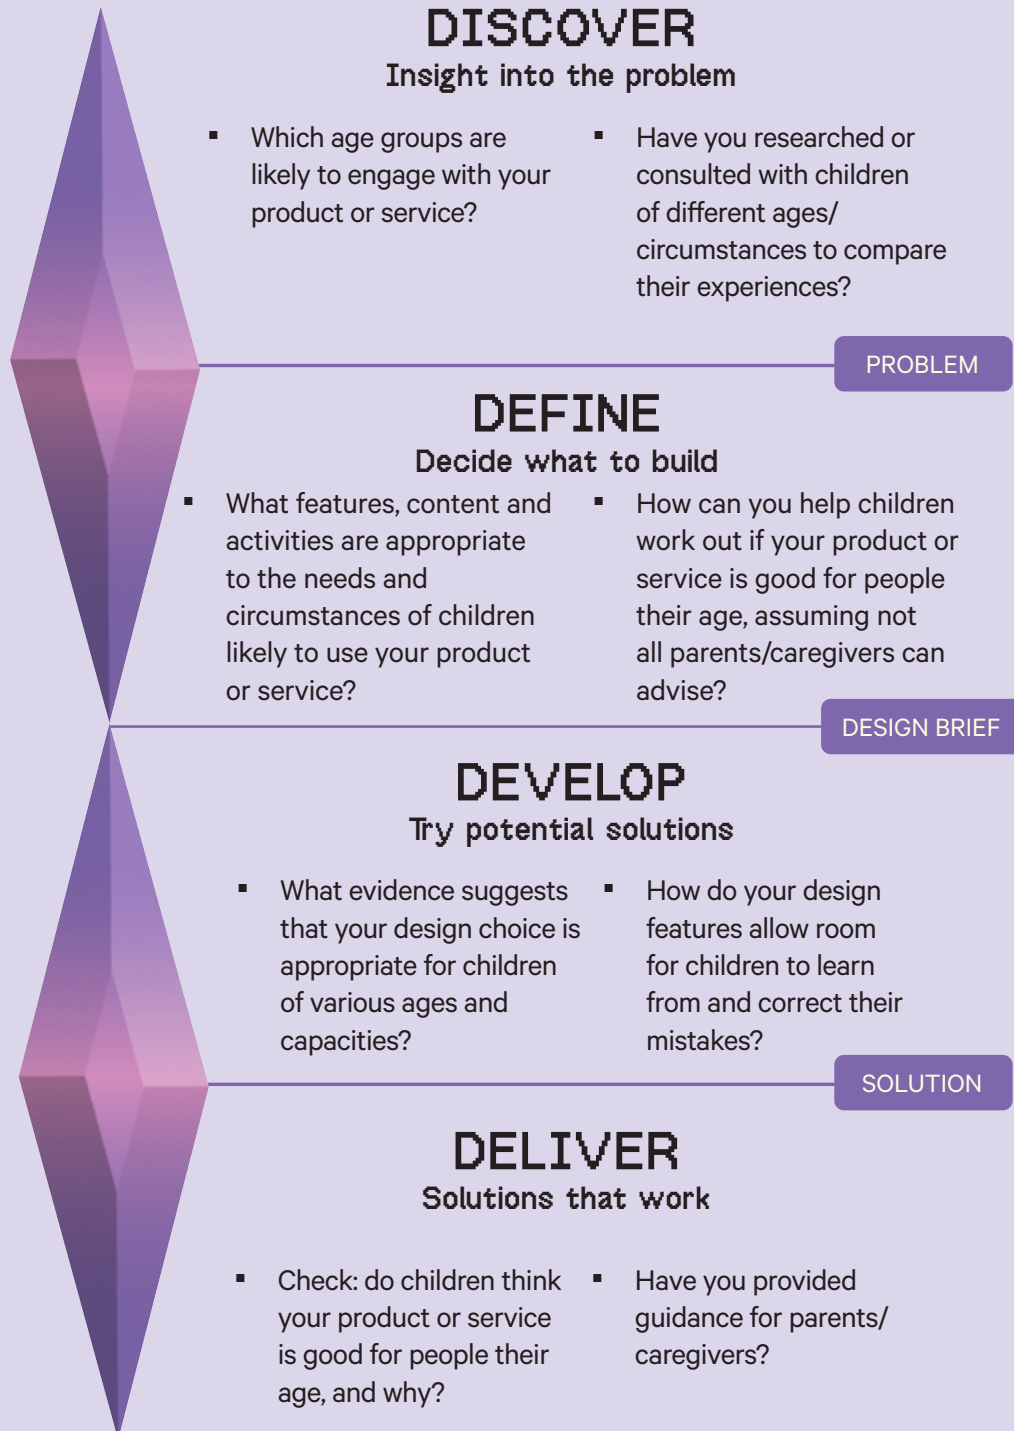 DISCOVER
Insight into the problem
Which age groups are
likely to engage with your
product or service?
Have you researched or
consulted with children
of different ages/
circumstances to compare
their experiences?
PROBLEM
DEFINE
Decide what to build
What features, content and
activities are appropriate
to the needs and
circumstances of children
likely to use your product
or service?
How can you help children
work out if your product or
service is good for people
their age, assuming not
all parents/caregivers can
advise?
DESIGN BRIEF
DEVELOP
Try potential solutions
What evidence suggests
that your design choice is
appropriate for children
of various ages and
capacities?
How do your design
features allow room
for children to learn
from and correct their
mistakes?
SOLUTION
DELIVER
Solutions that work
Check: do children think
your product or service
is good for people their
age, and why?
Have you provided
guidance for parents/
caregivers?